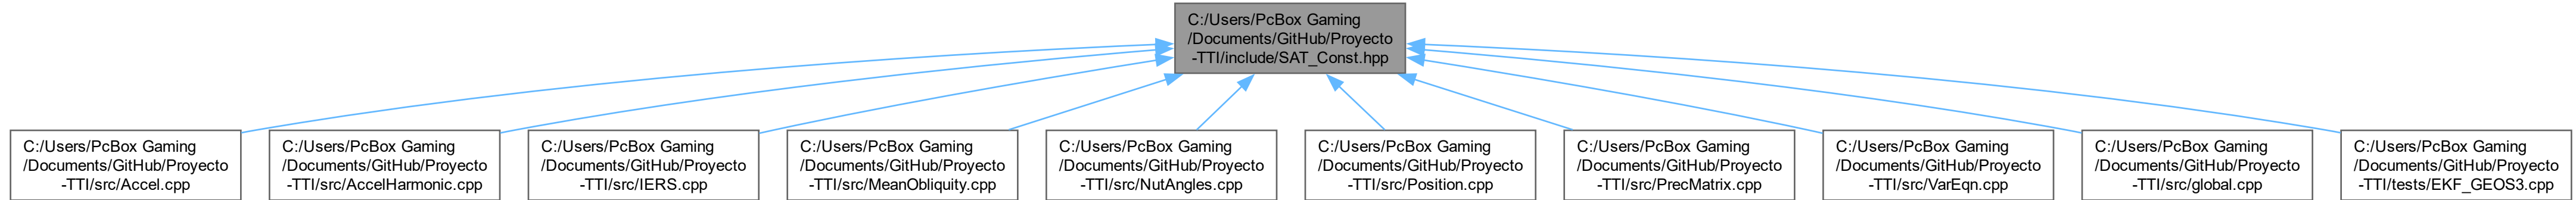 C:/Users/PcBox Gaming
/Documents/GitHub/Proyecto
-TTI/include/SAT_Const.hpp
C:/Users/PcBox Gaming
/Documents/GitHub/Proyecto
-TTI/src/Accel.cpp
C:/Users/PcBox Gaming
/Documents/GitHub/Proyecto
-TTI/src/AccelHarmonic.cpp
C:/Users/PcBox Gaming
/Documents/GitHub/Proyecto
-TTI/src/IERS.cpp
C:/Users/PcBox Gaming
/Documents/GitHub/Proyecto
-TTI/src/MeanObliquity.cpp
C:/Users/PcBox Gaming
/Documents/GitHub/Proyecto
-TTI/src/NutAngles.cpp
C:/Users/PcBox Gaming
/Documents/GitHub/Proyecto
-TTI/src/Position.cpp
C:/Users/PcBox Gaming
/Documents/GitHub/Proyecto
-TTI/src/PrecMatrix.cpp
C:/Users/PcBox Gaming
/Documents/GitHub/Proyecto
-TTI/src/VarEqn.cpp
C:/Users/PcBox Gaming
/Documents/GitHub/Proyecto
-TTI/src/global.cpp
C:/Users/PcBox Gaming
/Documents/GitHub/Proyecto
-TTI/tests/EKF_GEOS3.cpp